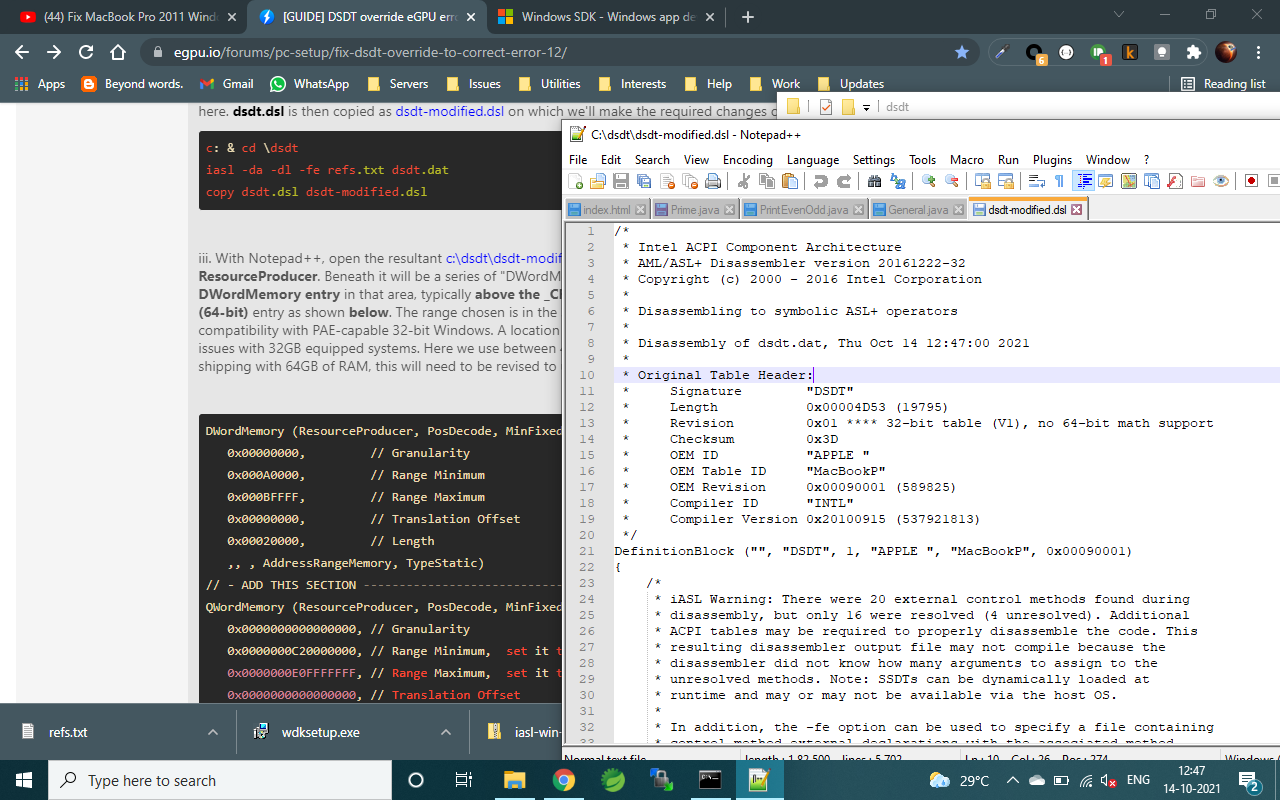 (44) Fix MacBook Pro 2011 Wind
[GUIDE] DSDT override eGPU erro
Windows SDK - Windows app de
egpu.io/forums/pc-setup/fix-dsdt-override-to-correct-error-12/
6
1
Apps
Beyond words.
Gmail
WhatsApp
Servers
Issues
Utilities
Interests
Help
Work
Updates
Reading list
here. dsdt.dsl is then copied as dsdt-modified.dsl on which we'll make the required changes
c: & cd \dsdt
iasl -da -dl -fe refs.txt dsdt.dat
copy dsdt.dsl dsdt-modified.dsl
iii. With Notepad++, open the resultant c:\dsdt\dsdt-modif
ResourceProducer. Beneath it will be a series of "DWordM
DWordMemory entry in that area, typically above the _C
(64-bit) entry as shown below. The range chosen is in the
compatibility with PAE-capable 32-bit Windows. A location
issues with 32GB equipped systems. Here we use between
shipping with 64GB of RAM, this will need to be revised to
DWordMemory (ResourceProducer, PosDecode, MinFixed
0x00000000, // Granularity
0x000A0000, // Range Minimum
0x000BFFFF, // Range Maximum
0x00000000, // Translation Offset
0x00020000, // Length
,, , AddressRangeMemory, TypeStatic)
// - ADD THIS SECTION ----------------------------
QWordMemory (ResourceProducer, PosDecode, MinFixed
0x0000000000000000, // Granularity
0x0000000C20000000, // Range Minimum, set it t
0x0000000E0FFFFFFF, // Range Maximum, set it t
0x0000000000000000, // Translation Offset
dsdt
C:\dsdt\dsdt-modified.dsl - Notepad++
File Edit Search View Encoding Language Settings Tools Macro Run Plugins Window ?
index.html
Prime.java
PrintEvenOdd.java
General.java
dsdt-modified.dsl
1 /*
2 * Intel ACPI Component Architecture
3 * AML/ASL+ Disassembler version 20161222-32
4 * Copyright (c) 2000 - 2016 Intel Corporation
5 *
6 * Disassembling to symbolic ASL+ operators
7 *
8 * Disassembly of dsdt.dat, Thu Oct 14 12:47:00 2021
9 *
10 * Original Table Header:
11 * Signature "DSDT"
12 * Length 0x00004D53 (19795)
13 * Revision 0x01 **** 32-bit table (V1), no 64-bit math support
14 * Checksum 0x3D
15 * OEM ID "APPLE "
16 * OEM Table ID "MacBookP"
17 * OEM Revision 0x00090001 (589825)
18 * Compiler ID "INTL"
19 * Compiler Version 0x20100915 (537921813)
20 */
21 DefinitionBlock ("", "DSDT", 1, "APPLE ", "MacBookP", 0x00090001)
22 {
23 /*
24 * iASL Warning: There were 20 external control methods found during
25 * disassembly, but only 16 were resolved (4 unresolved). Additional
26 * ACPI tables may be required to properly disassemble the code. This
27 * resulting disassembler output file may not compile because the
28 * disassembler did not know how many arguments to assign to the
29 * unresolved methods. Note: SSDTs can be dynamically loaded at
30 * runtime and may or may not be available via the host OS.
31 *
32 * In addition, the -fe option can be used to specify a file containing
33 * control method external declarations with the associated method
Normal text file length : 1,82,500 lines : 5,702 Ln : 10 Col : 26 Pos : 274 Windows
refs.txt
wdksetup.exe
iasl-win-
Type here to search
29°C
ENG
12:47
14-10-2021
2